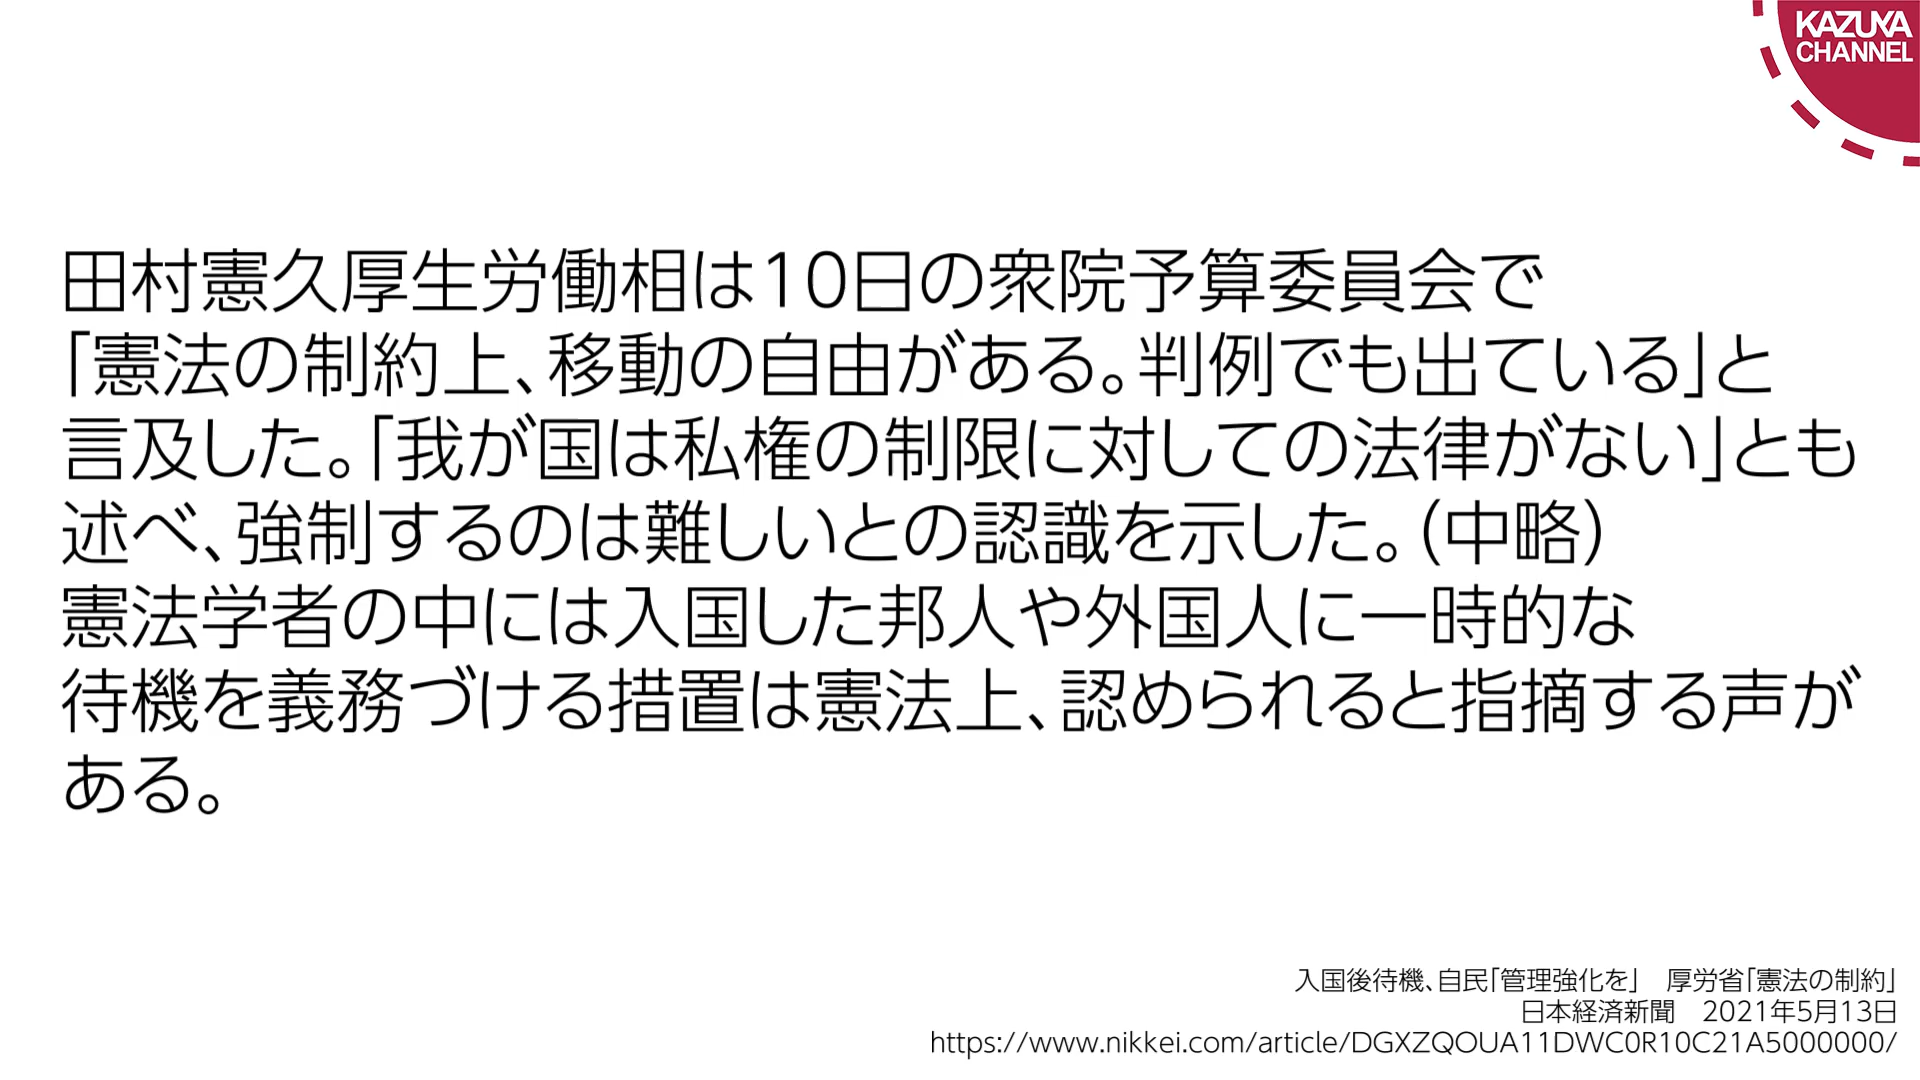 KAZUYA
CHANNEL
田村憲久厚生労働相は10日の衆院予算委員会で
「憲法の制約上、移動の自由がある。判例でも出ている」と
言及した。「我が国は私権の制限に対しての法律がない」とも
述べ、強制するのは難しいとの認識を示した。（中略）
憲法学者の中には入国した邦人や外国人に一時的な
待機を義務づける措置は憲法上、認められると指摘する声が
ある。
入国後待機、自民「管理強化を」　厚労省「憲法の制約」
日本経済新聞　2021年5月13日
https://www.nikkei.com/article/DGXZQOUA11DWC0R10C21A5000000/